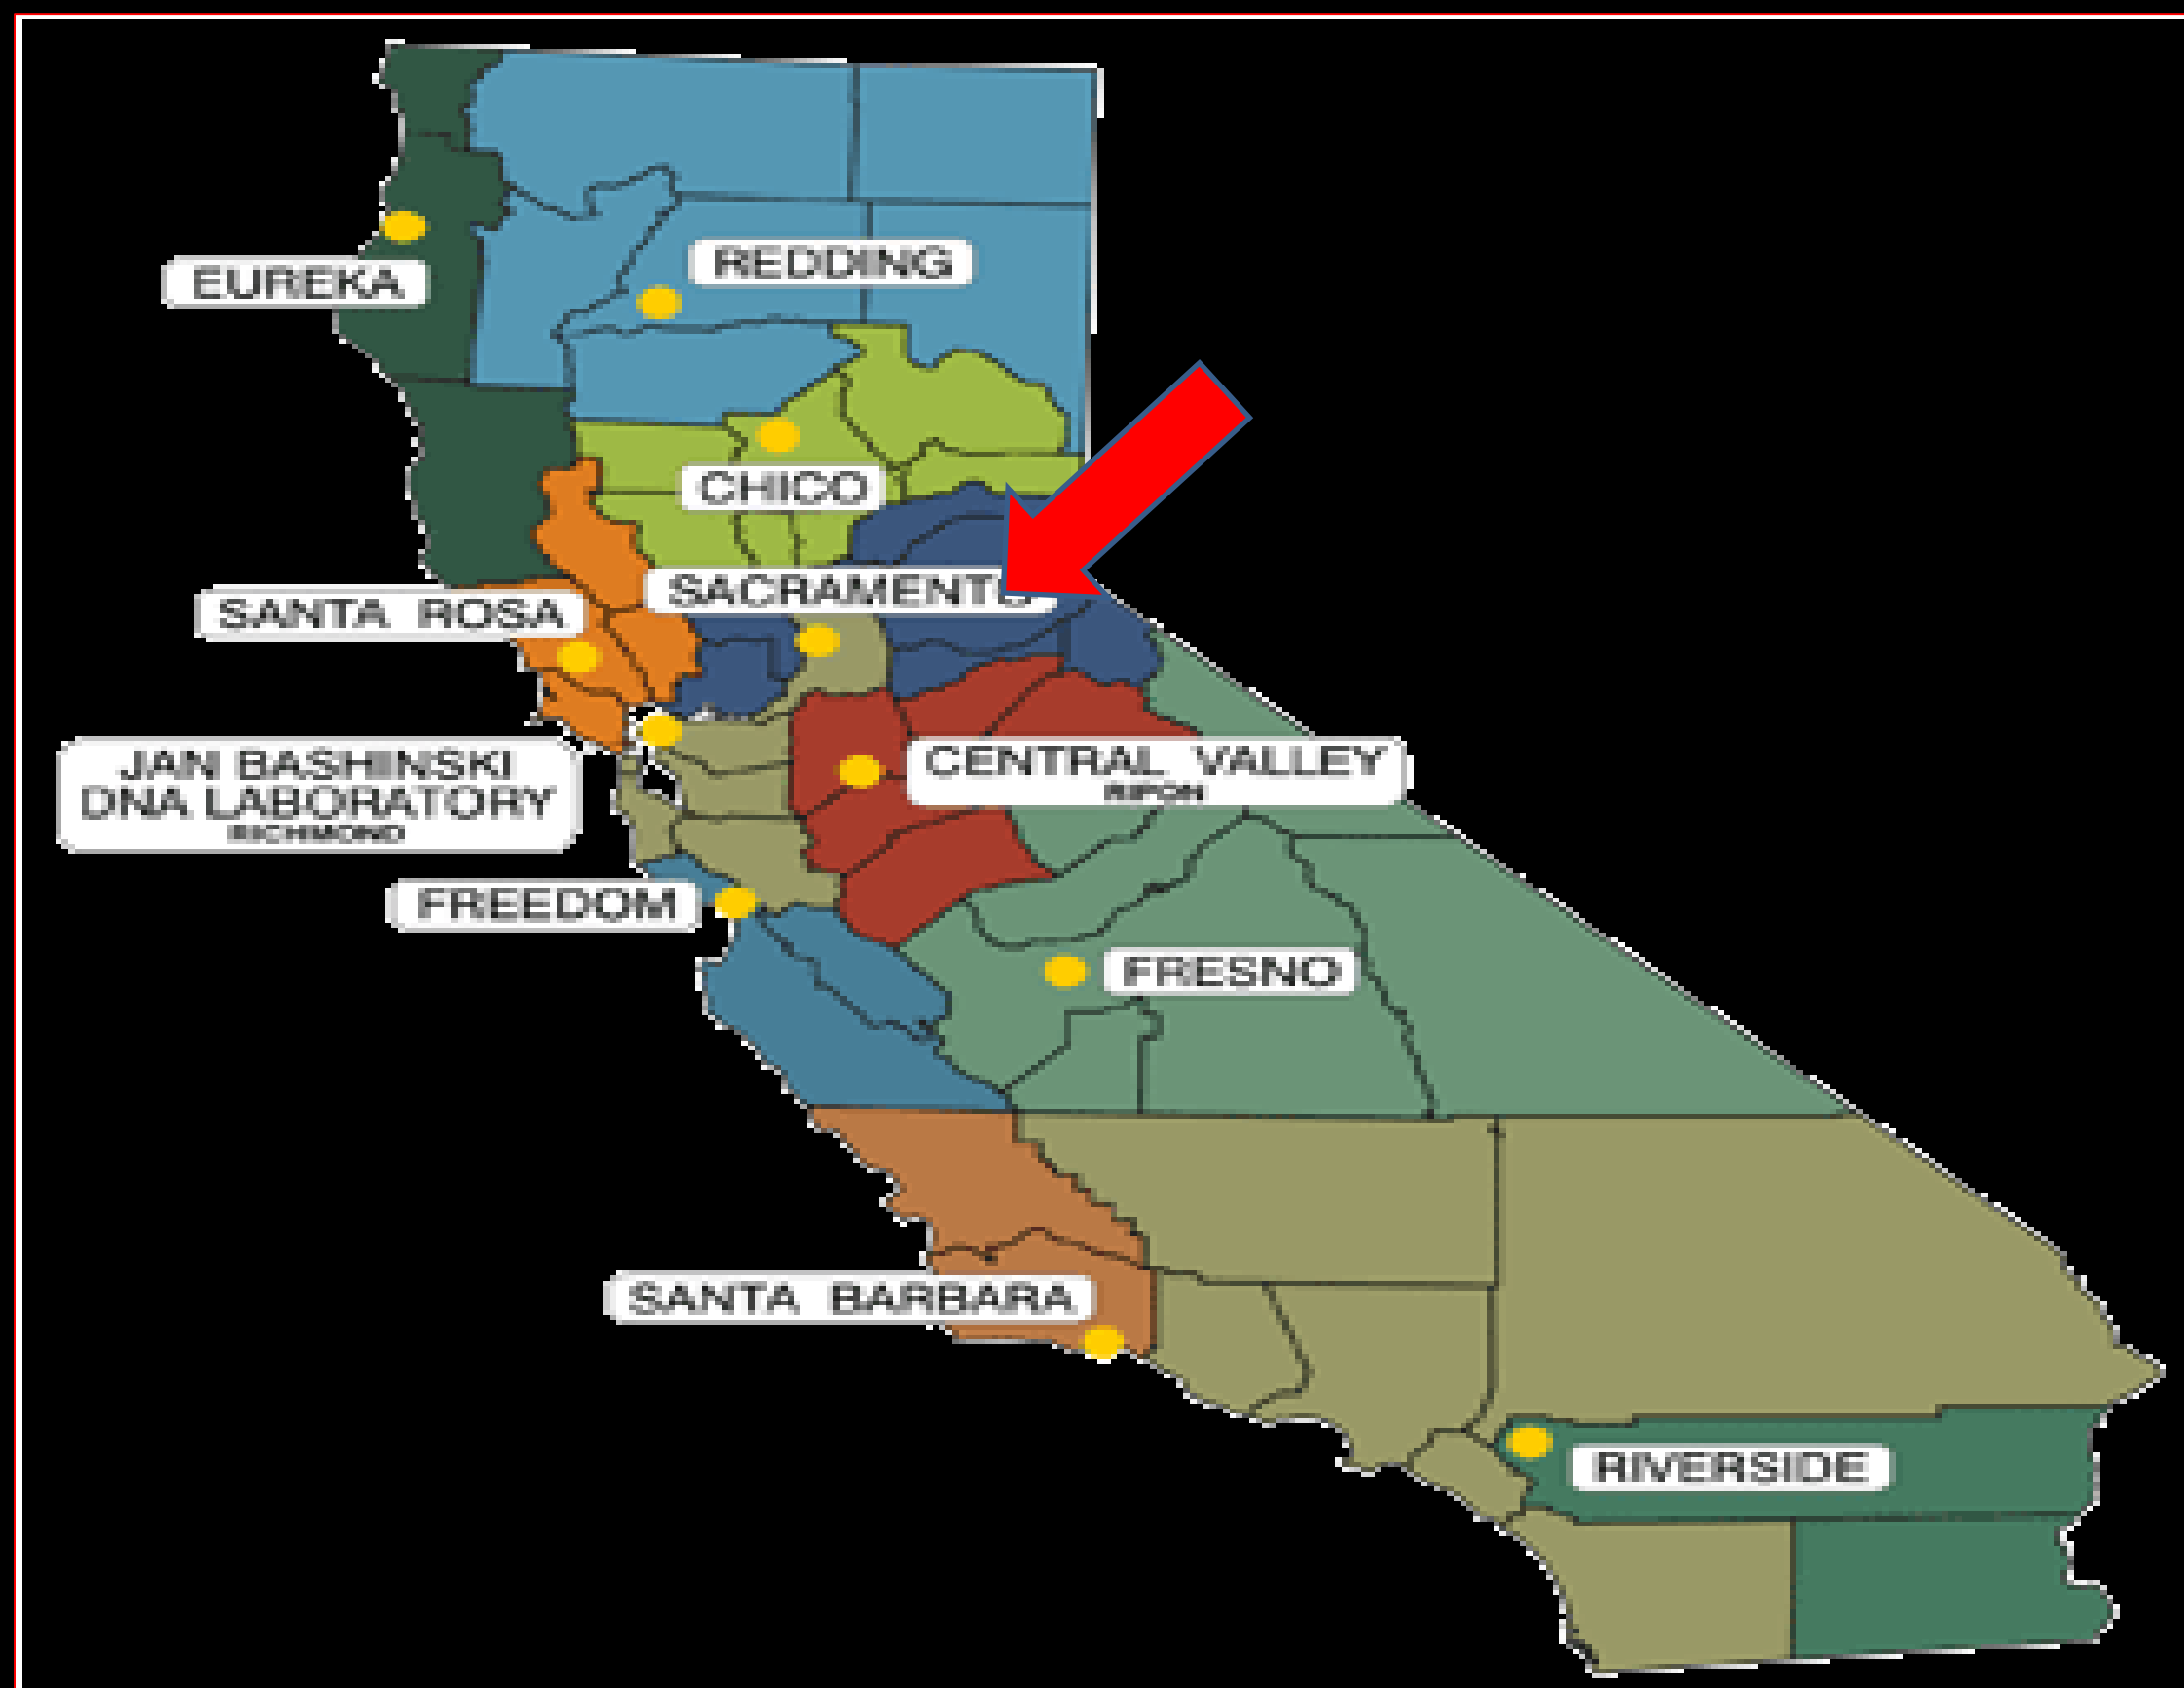 EUREKA
REDDING
CHICO
SANTA ROSA
SACRAMENTO
JAN BASHINSKI
DNA LABORATORY
RICHMOND
CENTRAL VALLEY
RIPON
FREEDOM
FRESNO
SANTA BARBARA
RIVERSIDE